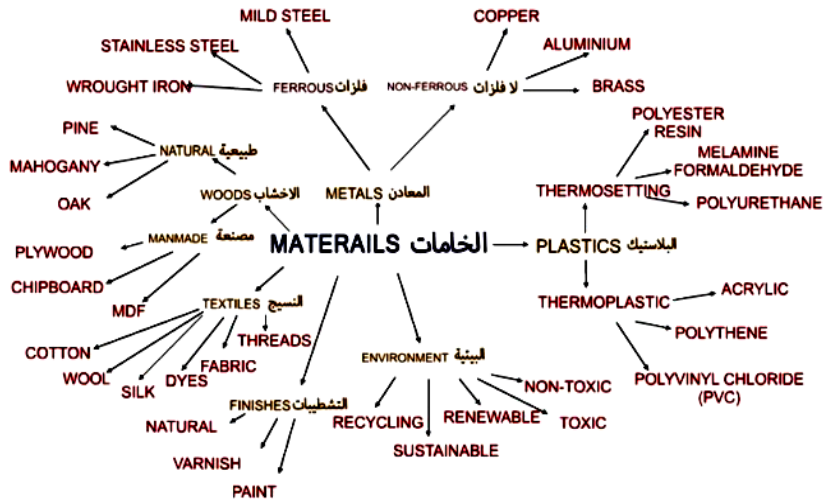 MILD STEEL
COPPER
STAINLESS STEEL
ALUMINIUM
WROUGHT IRON
FERROUS فلزات
NON-FERROUS لا فلزات
BRASS
PINE
NATURAL طبيعية
MAHOGANY
OAK
WOODS الاخشاب
METALS المعادن
POLYESTER
RESIN
MELAMINE
FORMALDEHYDE
THERMOSETTING
POLYURETHANE
MANMADE مصنعة
PLYWOOD
CHIPBOARD
MDF
MATERAILS الخامات
PLASTICS البلاستيك
TEXTILES النسيج
THERMOPLASTIC
ACRYLIC
POLYTHENE
POLYVINYL CHLORIDE
(PVC)
COTTON
WOOL
SILK
DYES
FABRIC
THREADS
ENVIRONMENT البيئية
NON-TOXIC
FINISHES التشطيبات
NATURAL
VARNISH
PAINT
RECYCLING
SUSTAINABLE
RENEWABLE
TOXIC